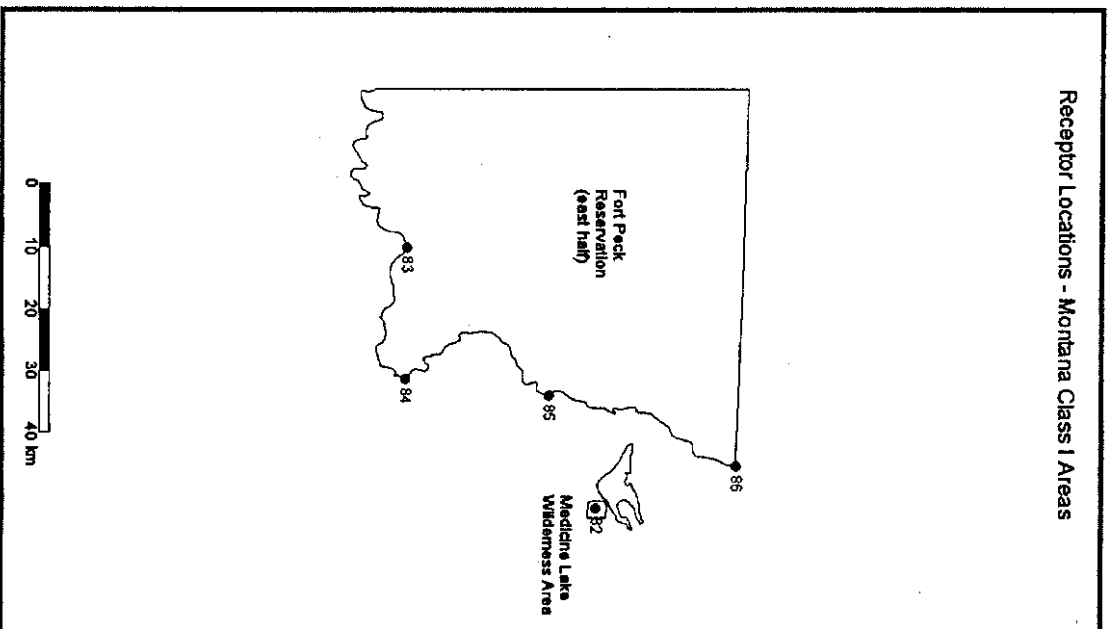 Receptor Locations - Montana Class I Areas
86
Fort Peck
Reservation
(east half)
82
Medicine Lake
Wilderness Area
85
83
84
0 10 20 30 40 km